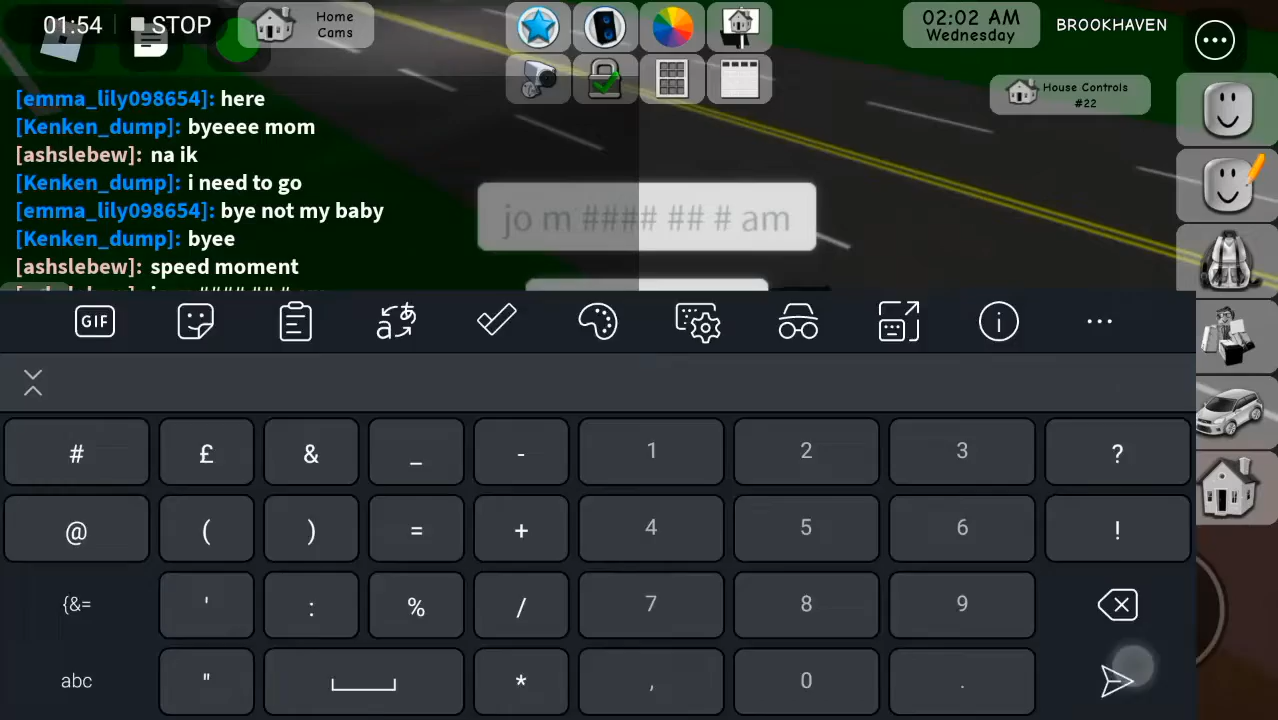 01:54 STOP
Home
Cams
02:02 AM
Wednesday
BROOKHAVEN
House Controls
#22
[emma_lily098654]: here
[Kenken_dump]: byeeee mom
[ashslebew]: na ik
[Kenken_dump]: i need to go
[emma_lily098654]: bye not my baby
[Kenken_dump]: byee
[ashslebew]: speed moment
jo m #### ## # am
GIF
# £ & _ - 1 2 3 ?
@ ( ) = + 4 5 6 !
{&= ' : % / 7 8 9
abc " * , 0 .